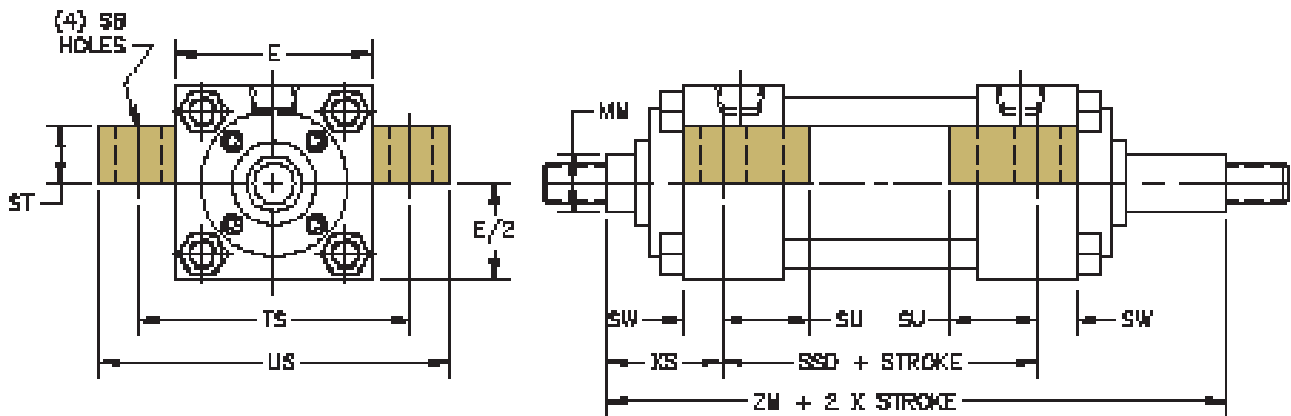 (4) SB
HOLES
E
MM
ST
E/2
TS
US
SW
SU
SU
SW
XS
SSD + STROKE
ZM + 2 X STROKE